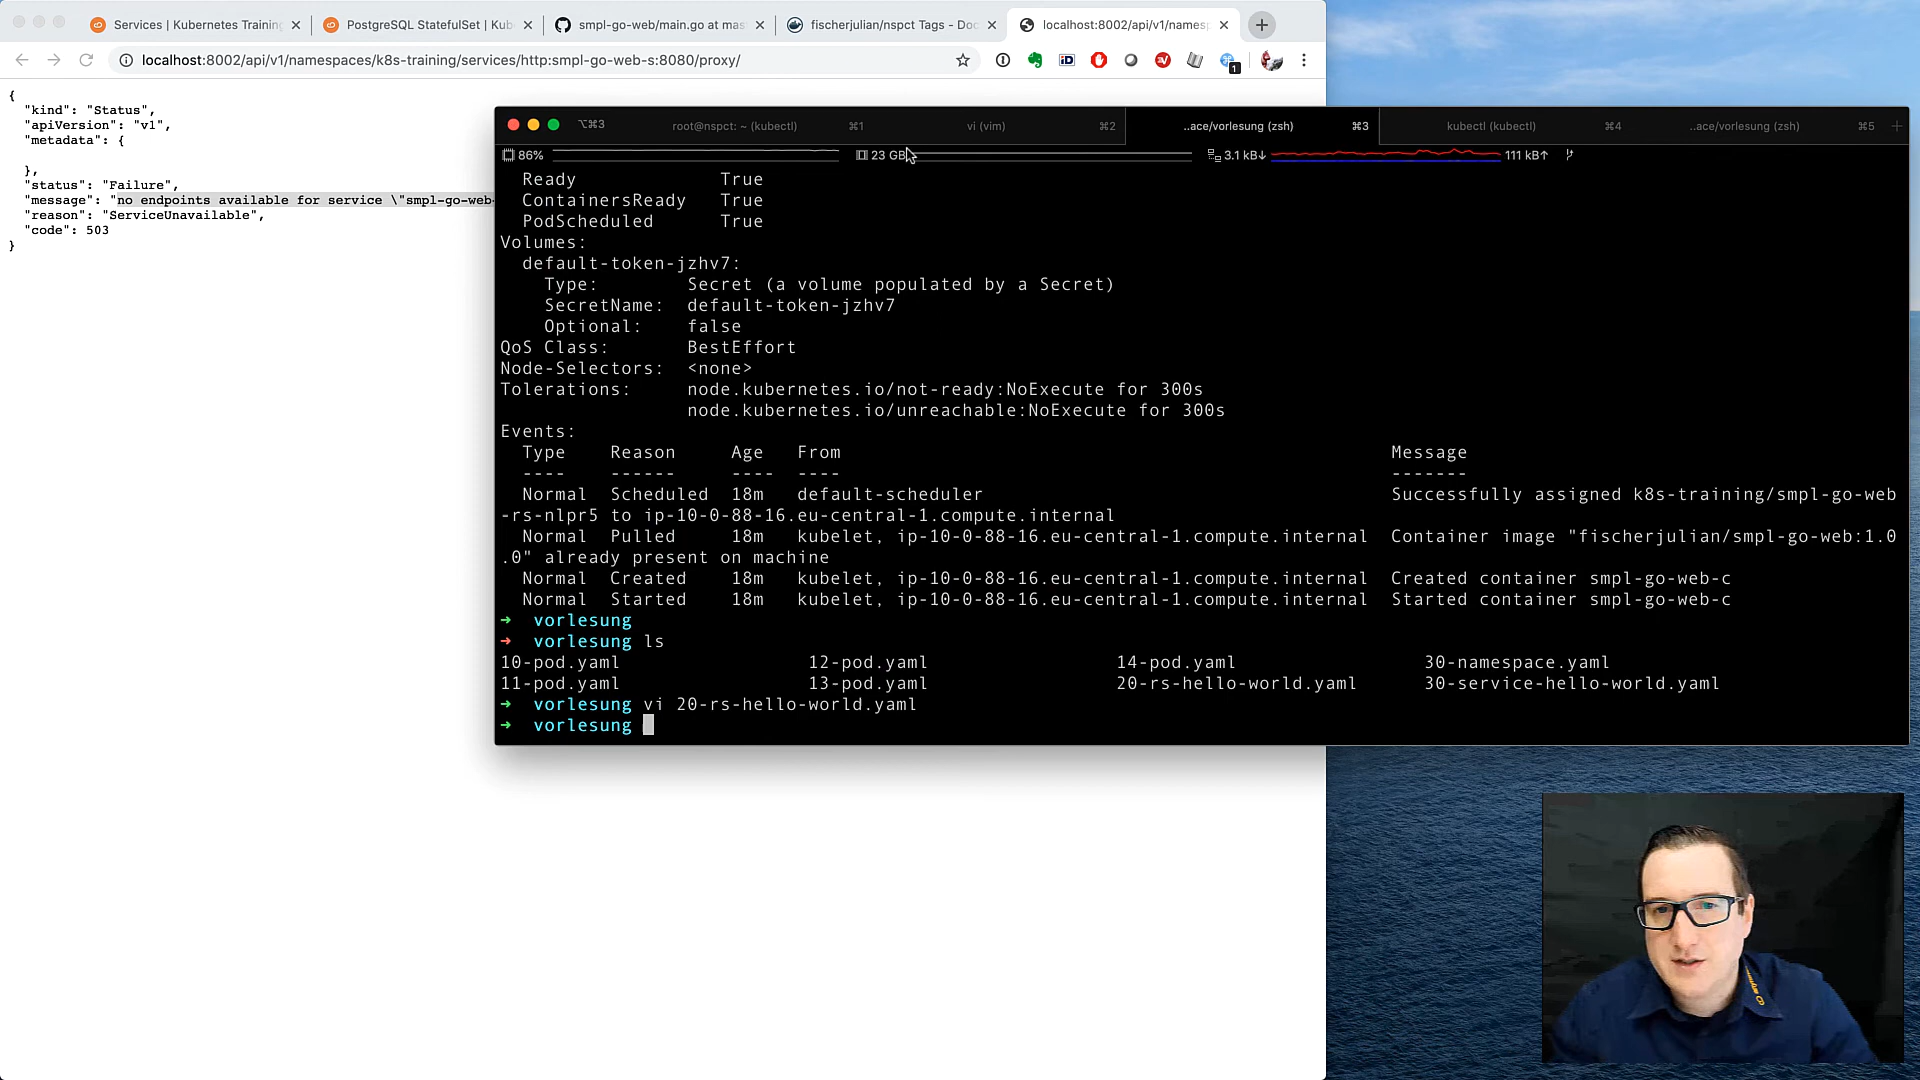 Services | Kubernetes Training
PostgreSQL StatefulSet | Kub
smpl-go-web/main.go at mas
fischerjulian/nspct Tags - Doc
localhost:8002/api/v1/namesp
localhost:8002/api/v1/namespaces/k8s-training/services/http:smpl-go-web-s:8080/proxy/
{
"kind": "Status",
"apiVersion": "v1",
"metadata": {
},
"status": "Failure",
"message": "no endpoints available for service \"smpl-go-web-
"reason": "ServiceUnavailable",
"code": 503
}
⌥⌘3
root@nspct: ~ (kubectl) ⌘1
vi (vim) ⌘2
..ace/vorlesung (zsh) ⌘3
kubectl (kubectl) ⌘4
..ace/vorlesung (zsh) ⌘5
86% 23 GB 3.1 kB↓ 111 kB↑
Ready True
ContainersReady True
PodScheduled True
Volumes:
default-token-jzhv7:
Type: Secret (a volume populated by a Secret)
SecretName: default-token-jzhv7
Optional: false
QoS Class: BestEffort
Node-Selectors: <none>
Tolerations: node.kubernetes.io/not-ready:NoExecute for 300s
node.kubernetes.io/unreachable:NoExecute for 300s
Events:
Type Reason Age From Message
---- ------ ---- ---- -------
Normal Scheduled 18m default-scheduler Successfully assigned k8s-training/smpl-go-web
-rs-nlpr5 to ip-10-0-88-16.eu-central-1.compute.internal
Normal Pulled 18m kubelet, ip-10-0-88-16.eu-central-1.compute.internal Container image "fischerjulian/smpl-go-web:1.0
.0" already present on machine
Normal Created 18m kubelet, ip-10-0-88-16.eu-central-1.compute.internal Created container smpl-go-web-c
Normal Started 18m kubelet, ip-10-0-88-16.eu-central-1.compute.internal Started container smpl-go-web-c
➜ vorlesung
➜ vorlesung ls
10-pod.yaml 12-pod.yaml 14-pod.yaml 30-namespace.yaml
11-pod.yaml 13-pod.yaml 20-rs-hello-world.yaml 30-service-hello-world.yaml
➜ vorlesung vi 20-rs-hello-world.yaml
➜ vorlesung